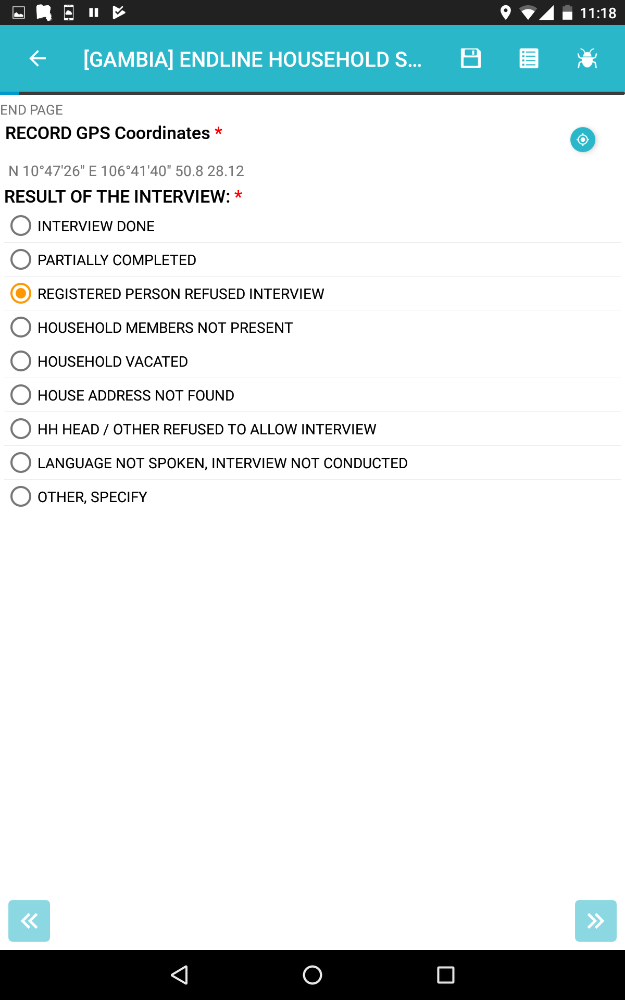 11:18
[GAMBIA] ENDLINE HOUSEHOLD S...
END PAGE
RECORD GPS Coordinates *
N 10°47'26" E 106°41'40" 50.8 28.12
RESULT OF THE INTERVIEW: *
INTERVIEW DONE
PARTIALLY COMPLETED
REGISTERED PERSON REFUSED INTERVIEW
HOUSEHOLD MEMBERS NOT PRESENT
HOUSEHOLD VACATED
HOUSE ADDRESS NOT FOUND
HH HEAD / OTHER REFUSED TO ALLOW INTERVIEW
LANGUAGE NOT SPOKEN, INTERVIEW NOT CONDUCTED
OTHER, SPECIFY